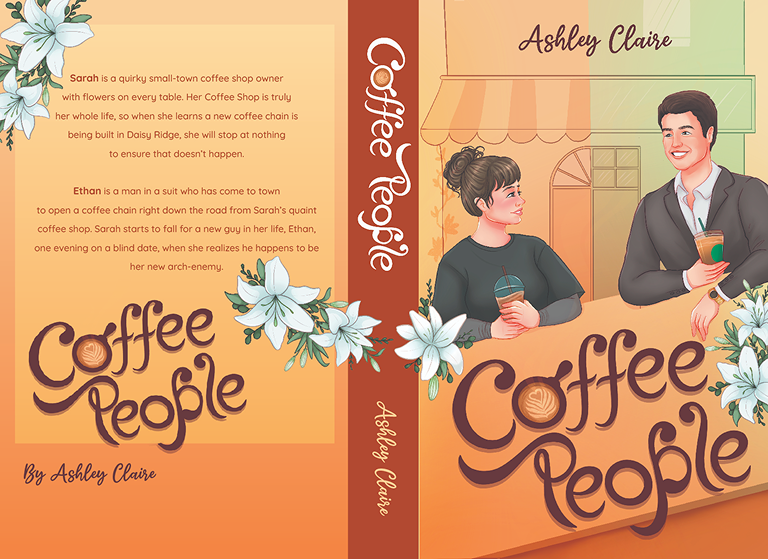 Sarah is a quirky small-town coffee shop owner
with flowers on every table. Her Coffee Shop is truly
her whole life, so when she learns a new coffee chain is
being built in Daisy Ridge, she will stop at nothing
to ensure that doesn't happen.
Ethan is a man in a suit who has come to town
to open a coffee chain right down the road from Sarah's quaint
coffee shop. Sarah starts to fall for a new guy in her life, Ethan,
one evening on a blind date, when she realizes he happens to be
her new arch-enemy.
Coffee
People
By Ashley Claire
Coffee People
Ashley Claire
Ashley Claire
Coffee
People